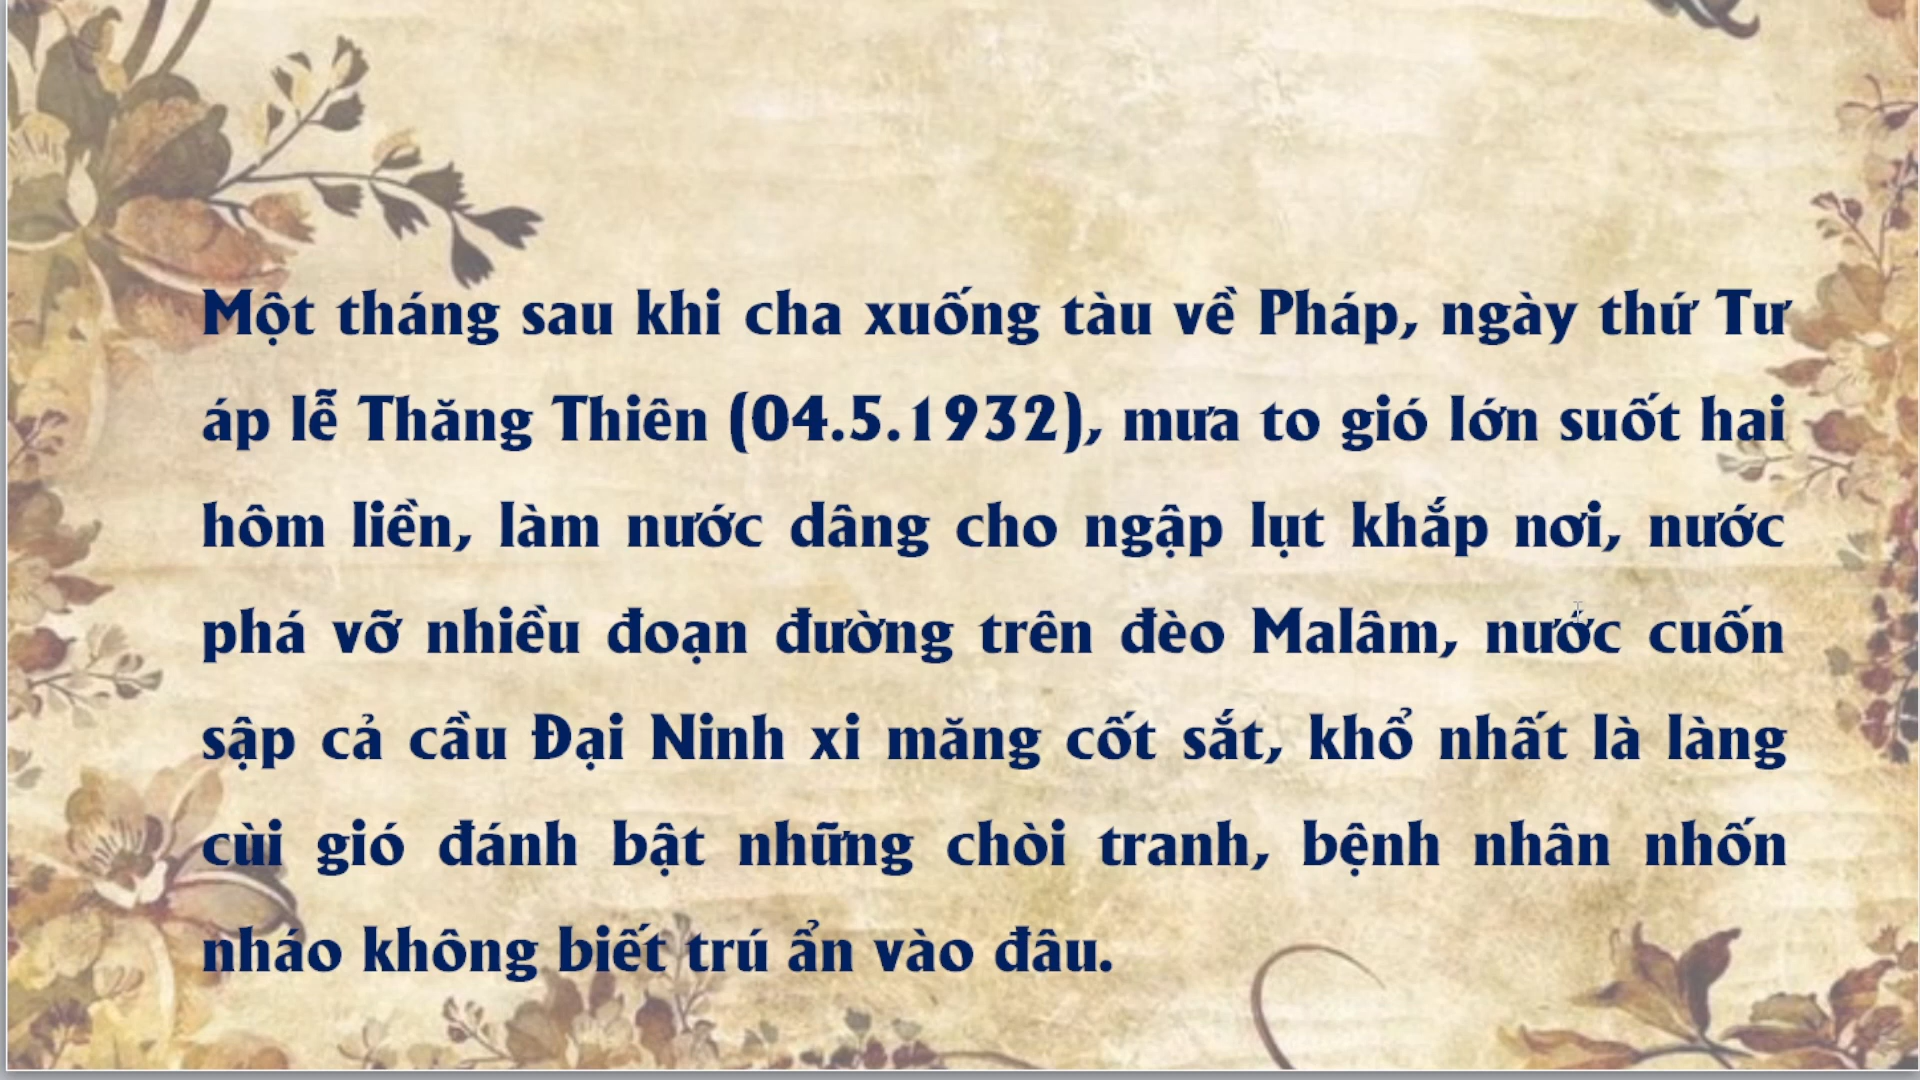 Một tháng sau khi cha xuống tàu về Pháp, ngày thứ Tư
áp lễ Thăng Thiên (04.5.1932), mưa to gió lớn suốt hai
hôm liền, làm nước dâng cho ngập lụt khắp nơi, nước
phá vỡ nhiều đoạn đường trên đèo Malâm, nước cuốn
sập cả cầu Đại Ninh xi măng cốt sắt, khổ nhất là làng
cùi gió đánh bật những chòi tranh, bệnh nhân nhốn
nháo không biết trú ẩn vào đâu.